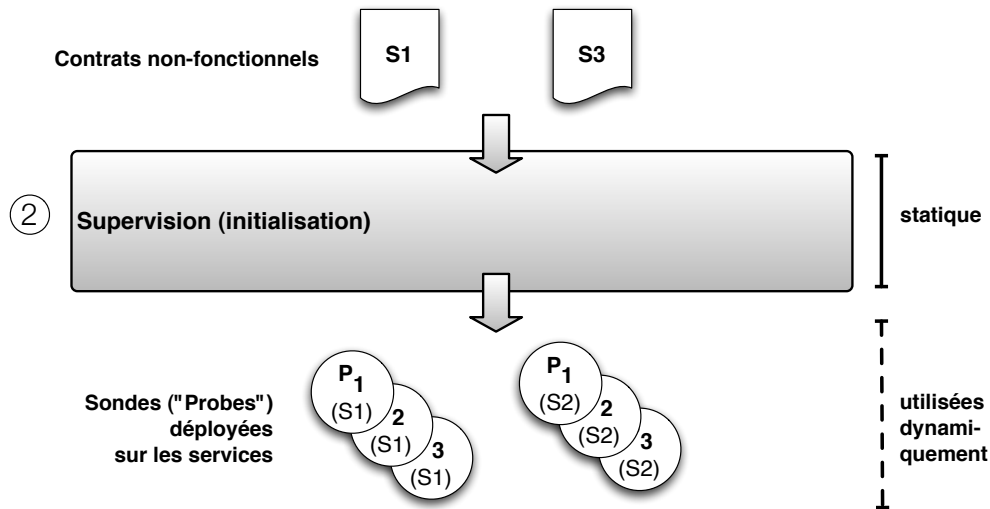 Contrats non-fonctionnels
S1
S3
2
Supervision (initialisation)
statique
Sondes ("Probes")
déployées
sur les services
P1
(S1)
2
(S1)
3
(S1)
P1
(S2)
2
(S2)
3
(S2)
utilisées
dynami-
quement